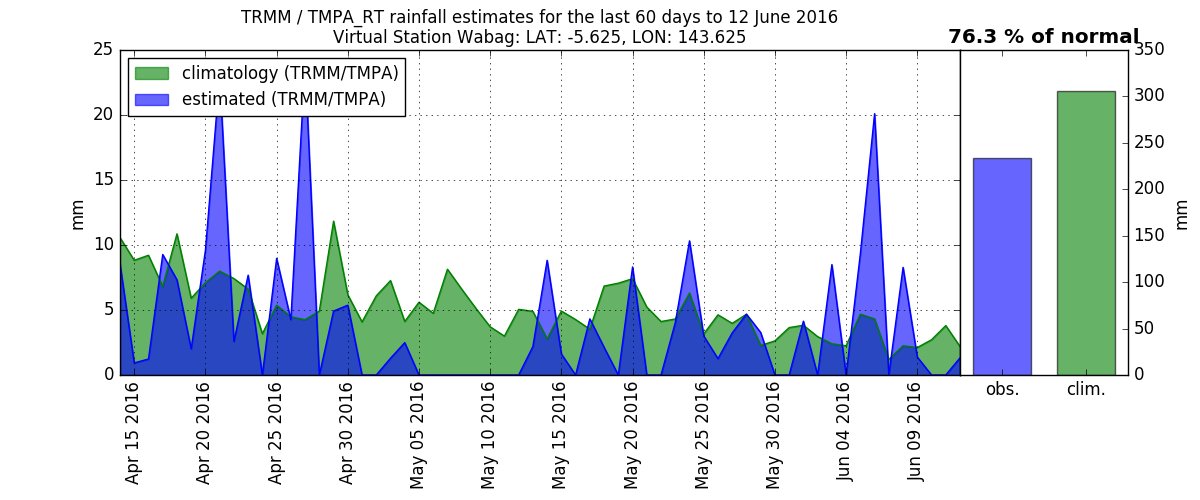 TRMM / TMPA_RT rainfall estimates for the last 60 days to 12 June 2016
Virtual Station Wabag: LAT: -5.625, LON: 143.625
76.3 % of normal
climatology (TRMM/TMPA)
estimated (TRMM/TMPA)
25
20
15
10
5
0
mm
350
300
250
200
150
100
50
0
mm
Apr 15 2016
Apr 20 2016
Apr 25 2016
Apr 30 2016
May 05 2016
May 10 2016
May 15 2016
May 20 2016
May 25 2016
May 30 2016
Jun 04 2016
Jun 09 2016
obs.
clim.